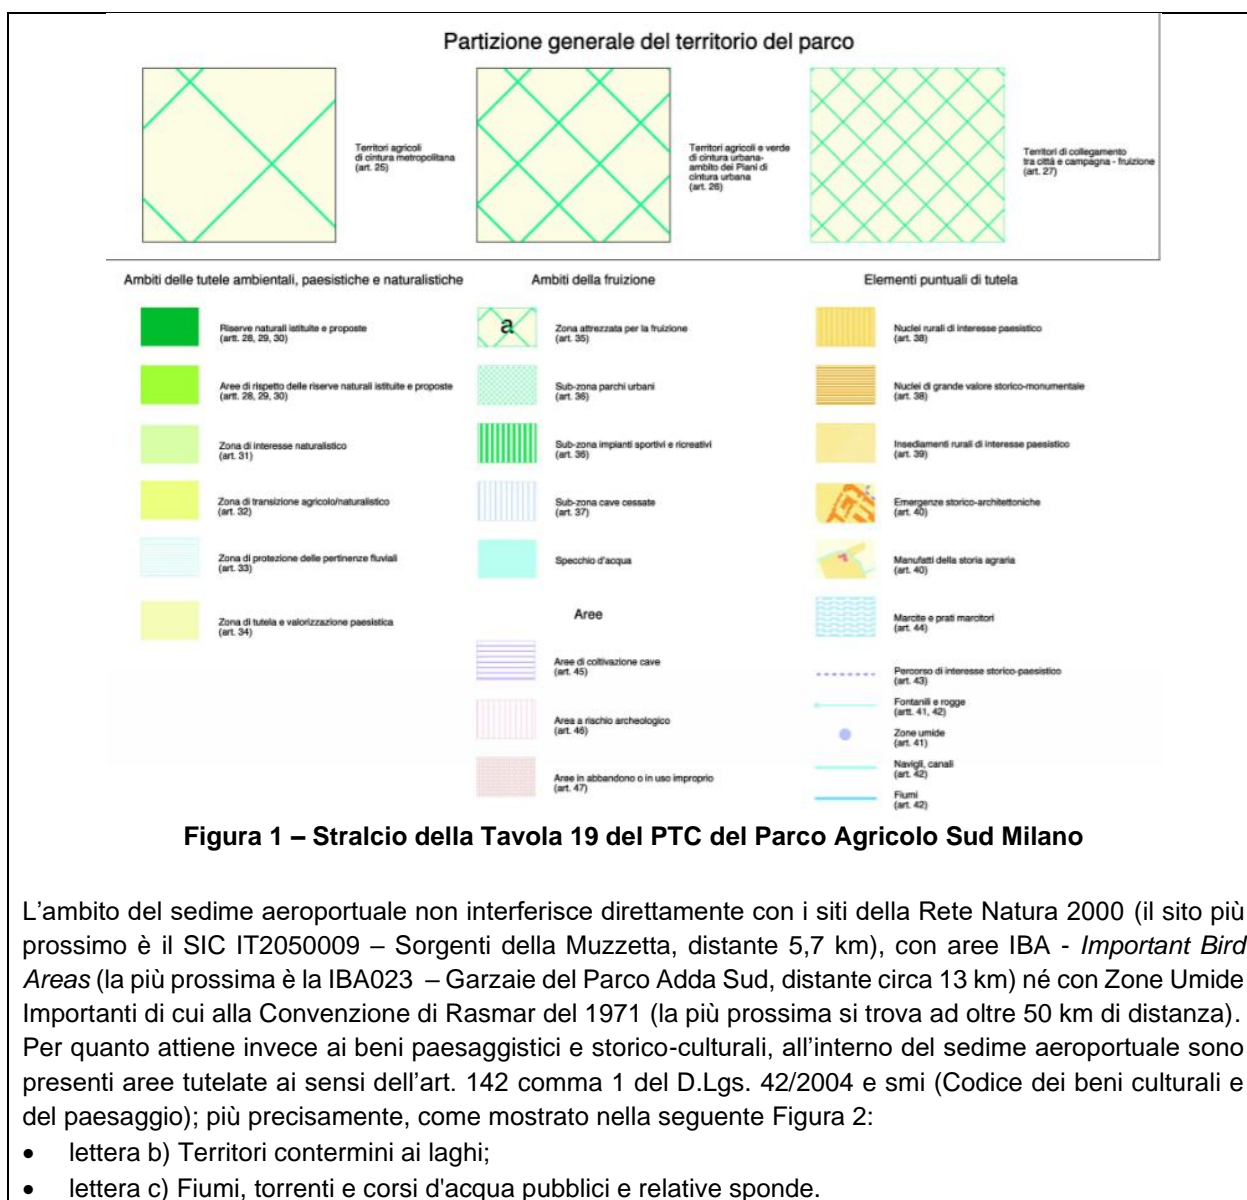 Partizione generale del territorio del parco
Territori agricoli
di cintura metropolitana
(art. 25)
Territori agricoli e verde
di cintura urbana-
ambito dei Piani di
cintura urbana
(art. 26)
Territori di collegamento
tra città e campagna - fruizione
(art. 27)
Ambiti delle tutele ambientali, paesistiche e naturalistiche
Riserve naturali istituite e proposte
(artt. 28, 29, 30)
Aree di rispetto delle riserve naturali istituite e proposte
(artt. 28, 29, 30)
Zona di interesse naturalistico
(art. 31)
Zona di transizione agricolo/naturalistico
(art. 32)
Zona di protezione delle pertinenze fluviali
(art. 33)
Zona di tutela e valorizzazione paesistica
(art. 34)
Ambiti della fruizione
a
Zona attrezzata per la fruizione
(art. 35)
Sub-zona parchi urbani
(art. 36)
Sub-zona impianti sportivi e ricreativi
(art. 36)
Sub-zona cave cessate
(art. 37)
Specchio d'acqua
Aree
Aree di coltivazione cave
(art. 45)
Area a rischio archeologico
(art. 46)
Aree in abbandono o in uso improprio
(art. 47)
Elementi puntuali di tutela
Nuclei rurali di interesse paesistico
(art. 38)
Nuclei di grande valore storico-monumentale
(art. 38)
Insediamenti rurali di interesse paesistico
(art. 39)
Emergenze storico-architettoniche
(art. 40)
Manufatti della storia agraria
(art. 40)
Marcite e prati marcitori
(art. 44)
Percorso di interesse storico-paesistico
(art. 43)
Fontanili e rogge
(artt. 41, 42)
Zone umide
(art. 41)
Navigli, canali
(art. 42)
Fiumi
(art. 42)
Figura 1 – Stralcio della Tavola 19 del PTC del Parco Agricolo Sud Milano
L'ambito del sedime aeroportuale non interferisce direttamente con i siti della Rete Natura 2000 (il sito più
prossimo è il SIC IT2050009 – Sorgenti della Muzzetta, distante 5,7 km), con aree IBA - Important Bird
Areas (la più prossima è la IBA023 – Garzaie del Parco Adda Sud, distante circa 13 km) né con Zone Umide
Importanti di cui alla Convenzione di Rasmar del 1971 (la più prossima si trova ad oltre 50 km di distanza).
Per quanto attiene invece ai beni paesaggistici e storico-culturali, all'interno del sedime aeroportuale sono
presenti aree tutelate ai sensi dell'art. 142 comma 1 del D.Lgs. 42/2004 e smi (Codice dei beni culturali e
del paesaggio); più precisamente, come mostrato nella seguente Figura 2:
• lettera b) Territori contermini ai laghi;
• lettera c) Fiumi, torrenti e corsi d'acqua pubblici e relative sponde.